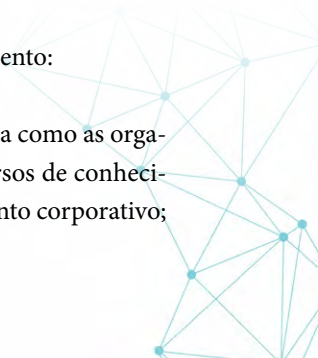 ento:
a como as orga-
rsos de conheci-
nto corporativo;